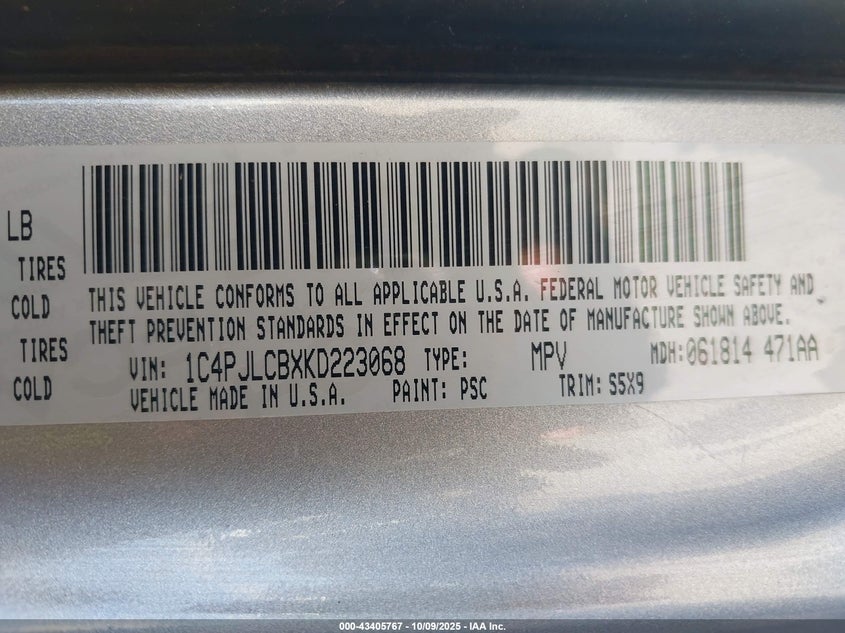 LB
TIRES
COLD
THIS VEHICLE CONFORMS TO ALL APPLICABLE U.S.A. FEDERAL MOTOR VEHICLE SAFETY AND
THEFT PREVENTION STANDARDS IN EFFECT ON THE DATE OF MANUFACTURE SHOWN ABOVE.
TIRES
VIN: 1C4PJLCBXKD223068 TYPE: MPV MDH:061814 471AA
COLD
VEHICLE MADE IN U.S.A. PAINT: PSC TRIM: S5X9
000-43405767 - 10/09/2025 - IAA Inc.